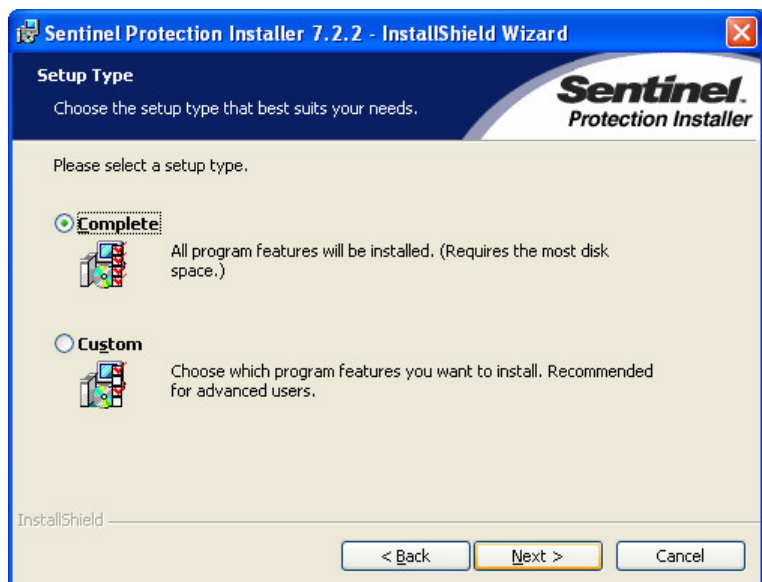 Sentinel Protection Installer 7.2.2 - InstallShield Wizard
Setup Type
Choose the setup type that best suits your needs.
Sentinel.
Protection Installer
Please select a setup type.
Complete
All program features will be installed. (Requires the most disk
space.)
Custom
Choose which program features you want to install. Recommended
for advanced users.
InstallShield
< Back
Next >
Cancel